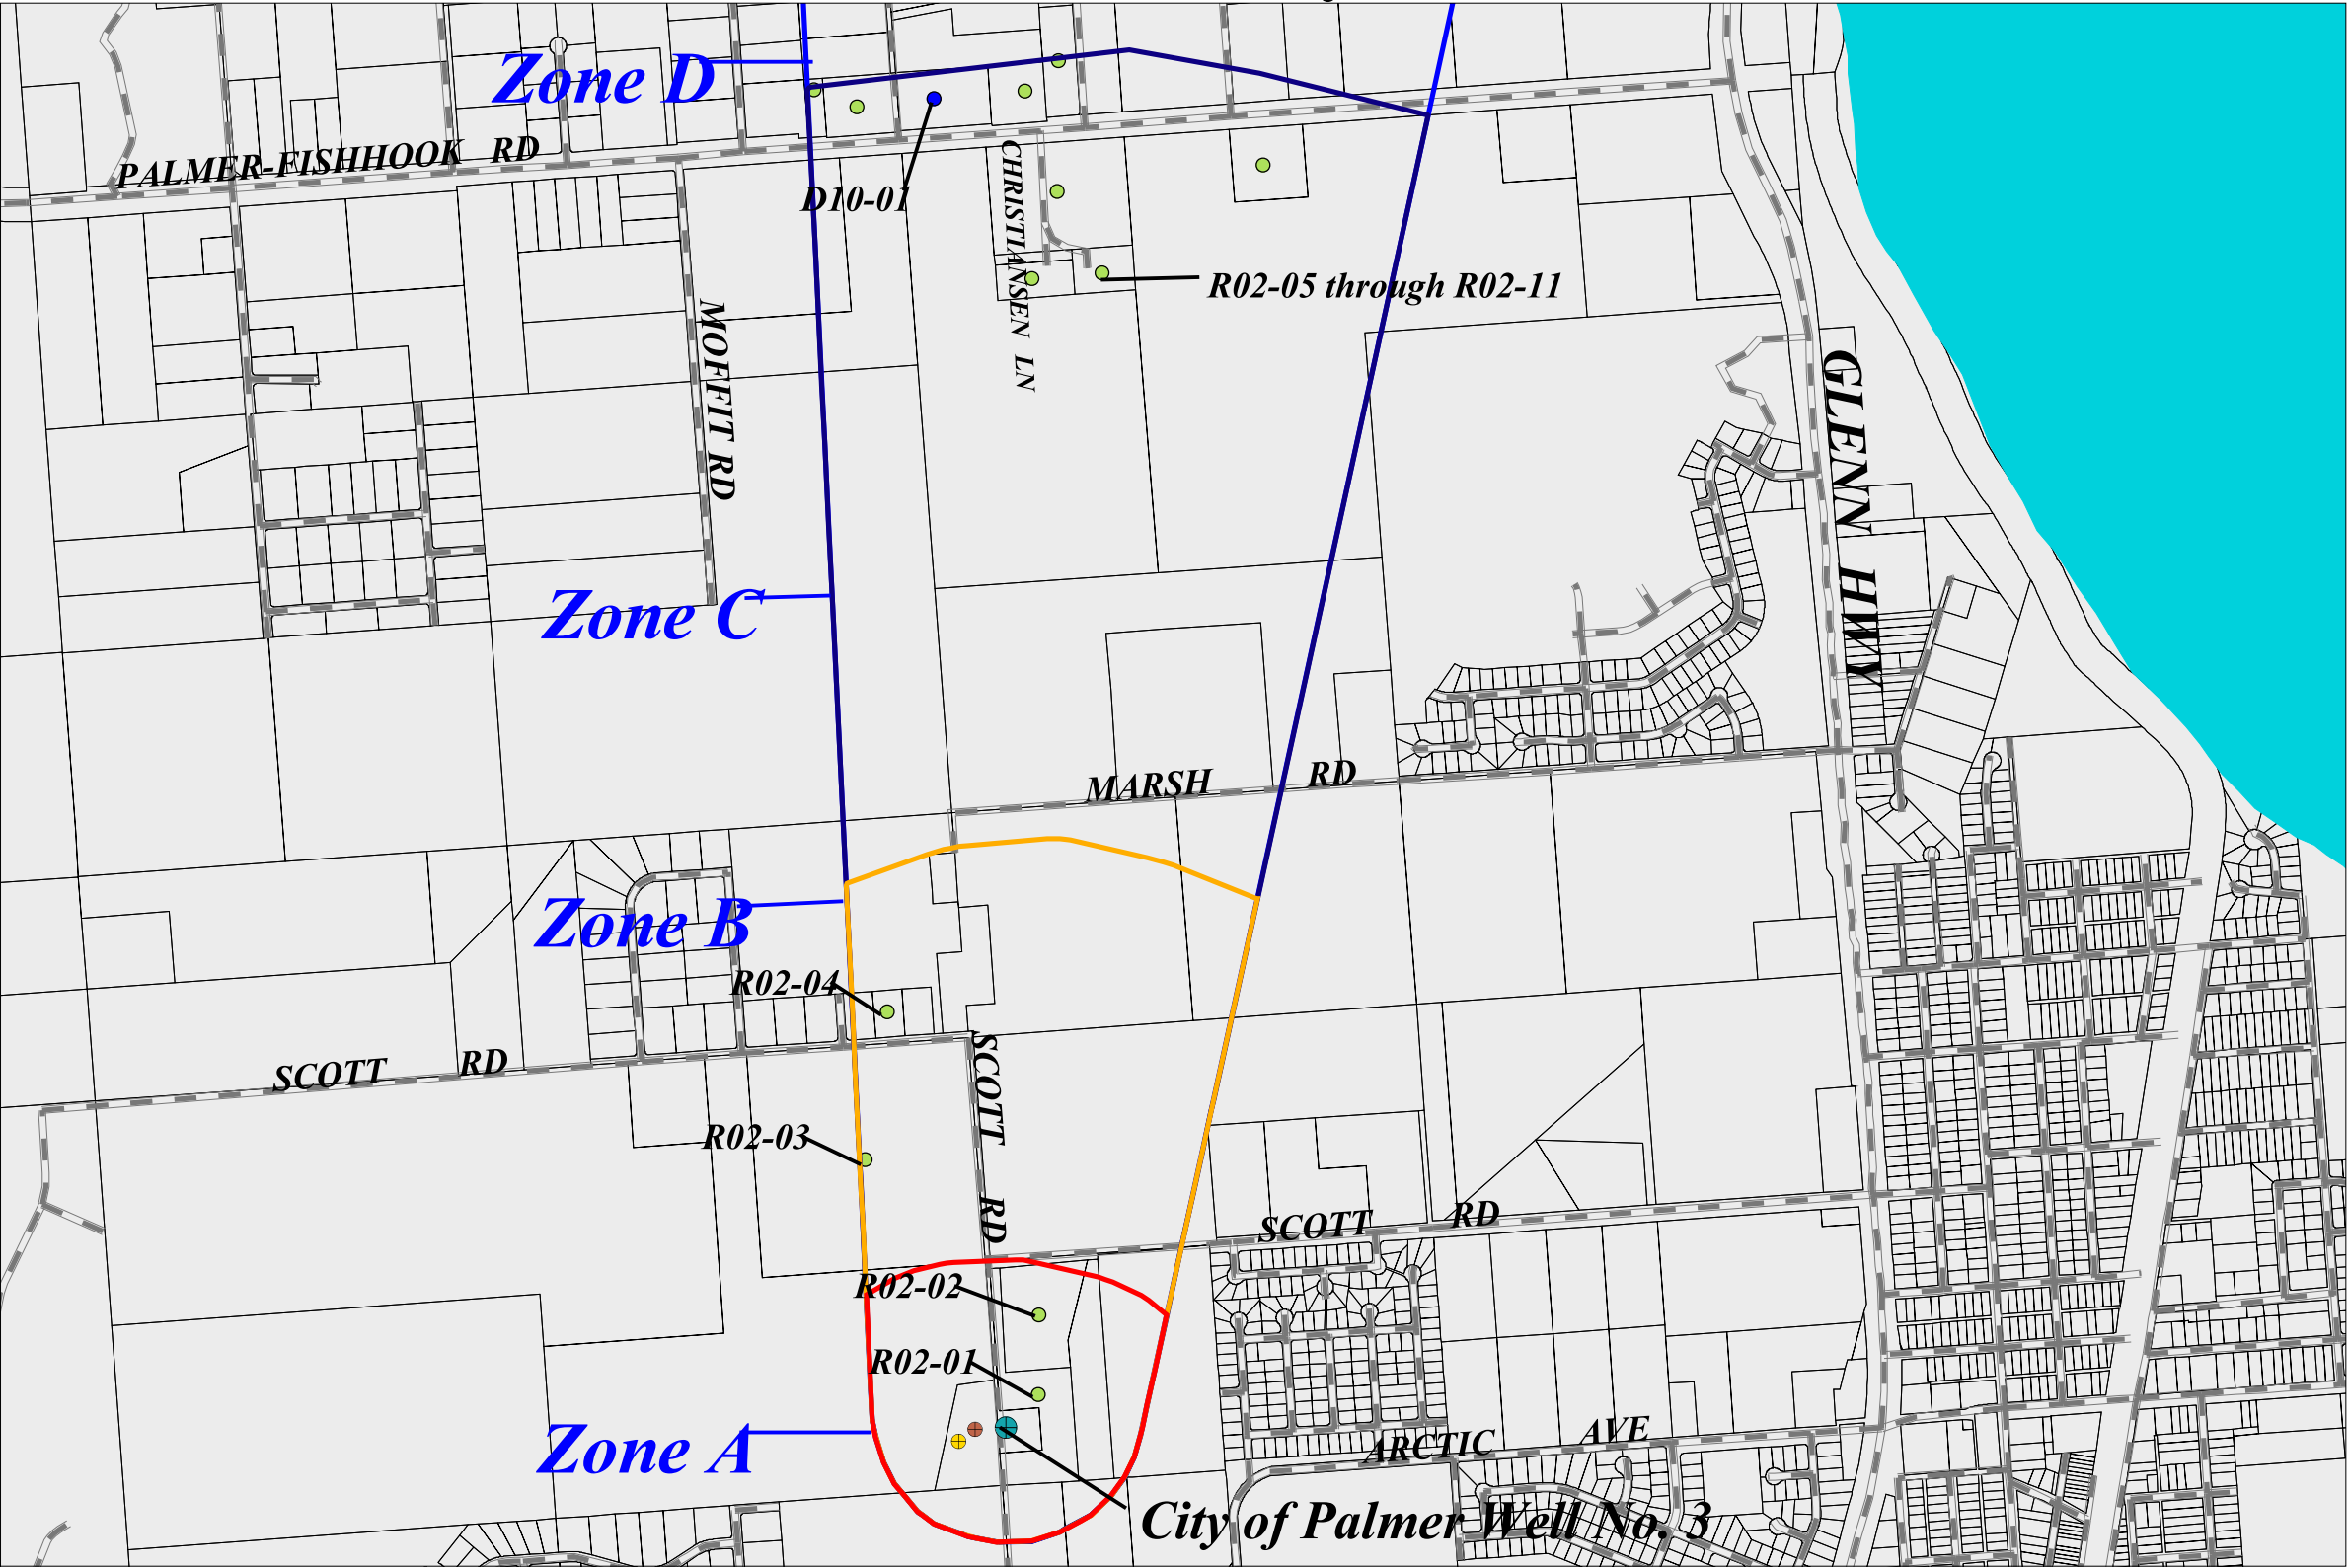 Zone D
PALMER-FISHHOOK RD
D10-01
CHRISTIANSEN LN
R02-05 through R02-11
MOFFIT RD
GLENN HWY
Zone C
MARSH RD
Zone B
R02-04
SCOTT RD
SCOTT RD
R02-03
SCOTT RD
R02-02
R02-01
Zone A
ARCTIC AVE
City of Palmer Well No. 3